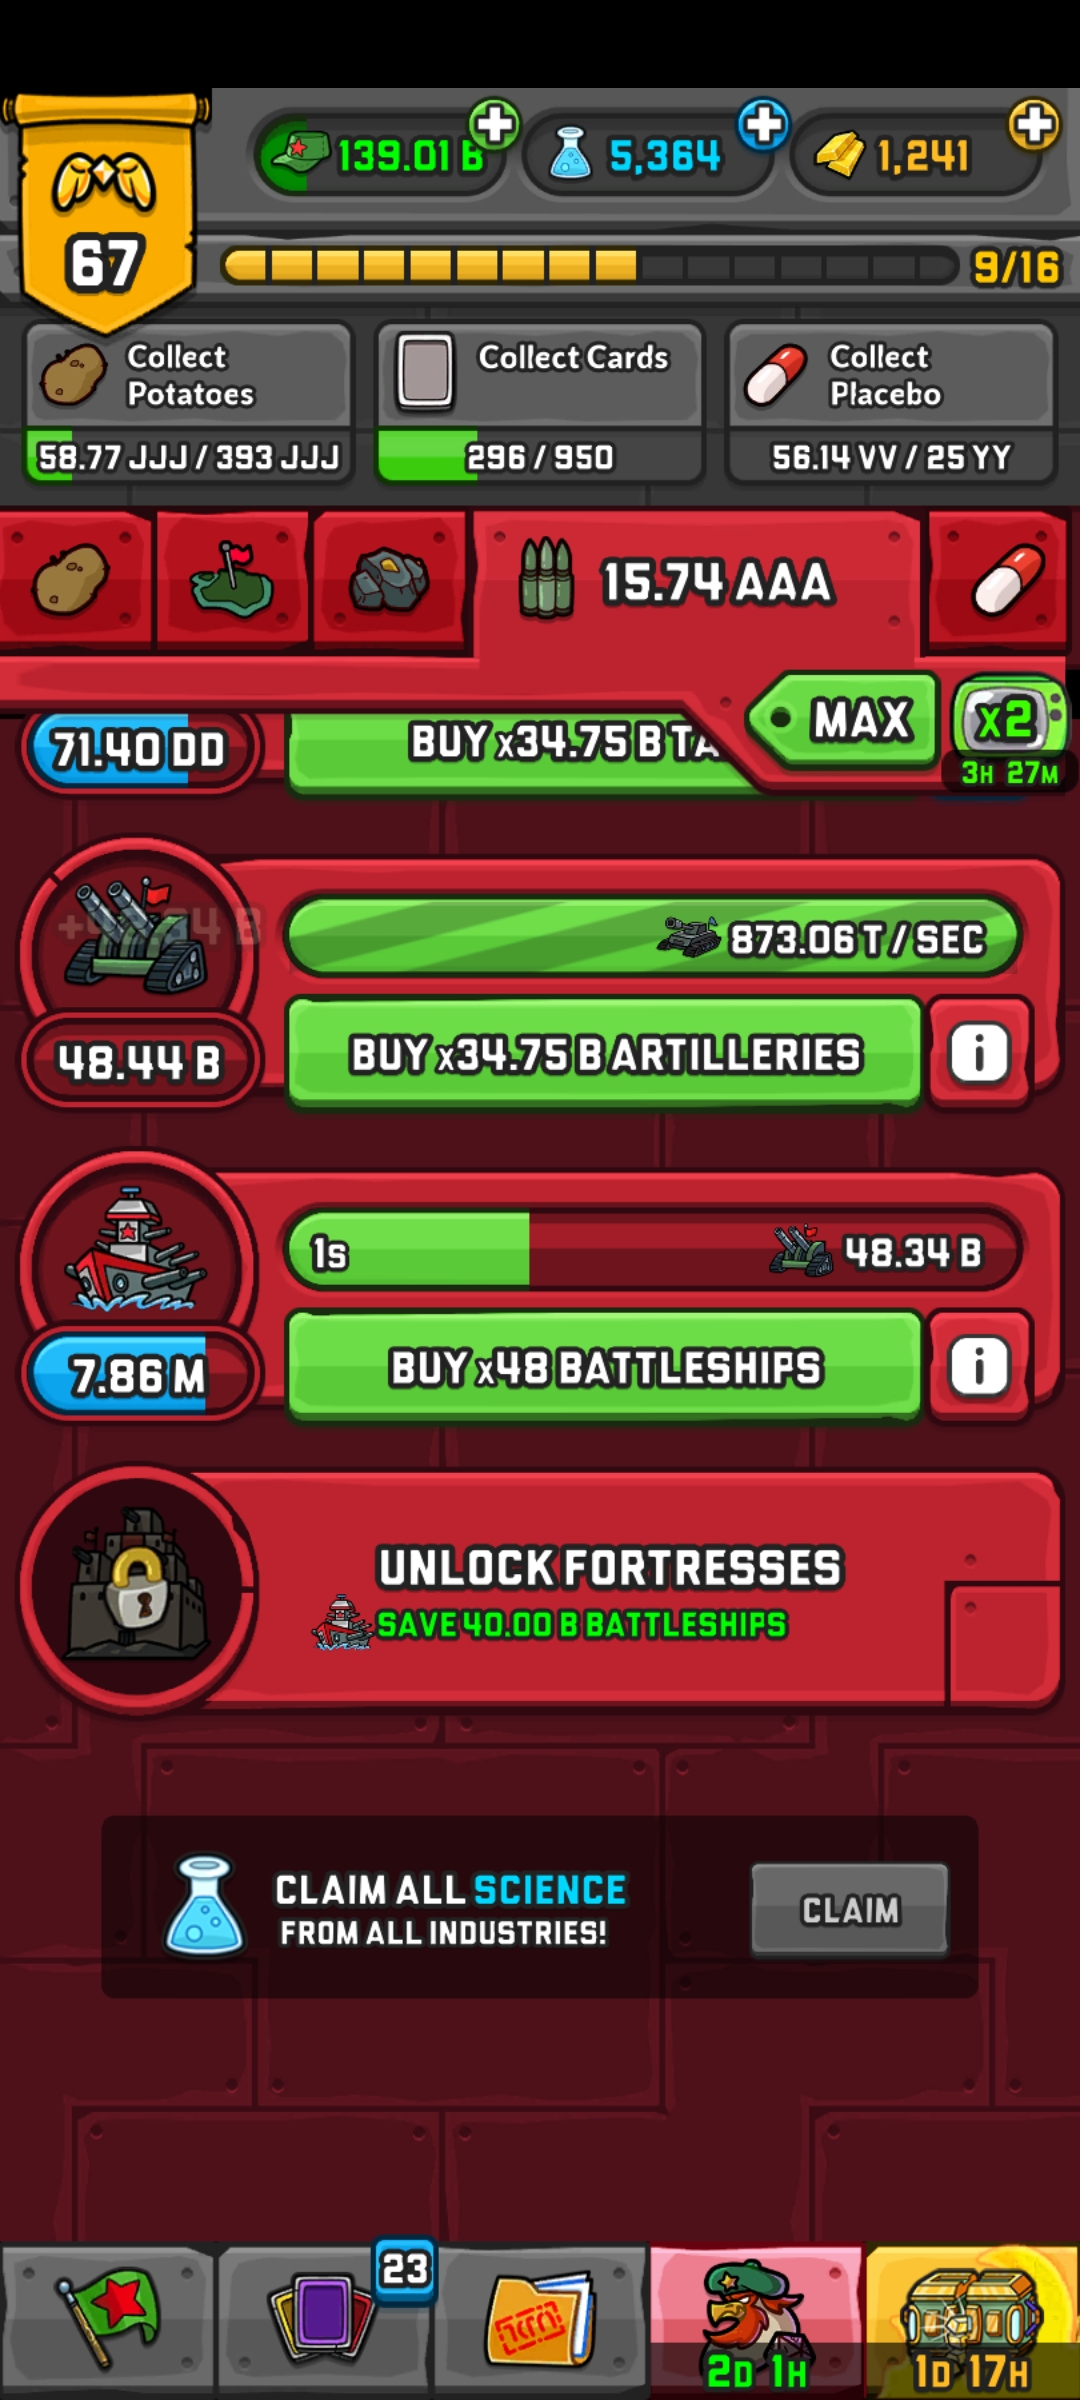 139.01 B
5,364
1,241
67
9/16
Collect
Potatoes
58.77 JJJ / 393 JJJ
Collect Cards
296 / 950
Collect
Placebo
56.14 VV / 25 YY
15.74 AAA
MAX
x2
3H 27M
71.40 DD
BUY x34.75 B TA
873.06 T / SEC
48.44 B
BUY x34.75 B ARTILLERIES
i
1s
48.34 B
7.86 M
BUY x48 BATTLESHIPS
i
UNLOCK FORTRESSES
SAVE 40.00 B BATTLESHIPS
CLAIM ALL SCIENCE
FROM ALL INDUSTRIES!
CLAIM
23
2D 1H
1D 17H